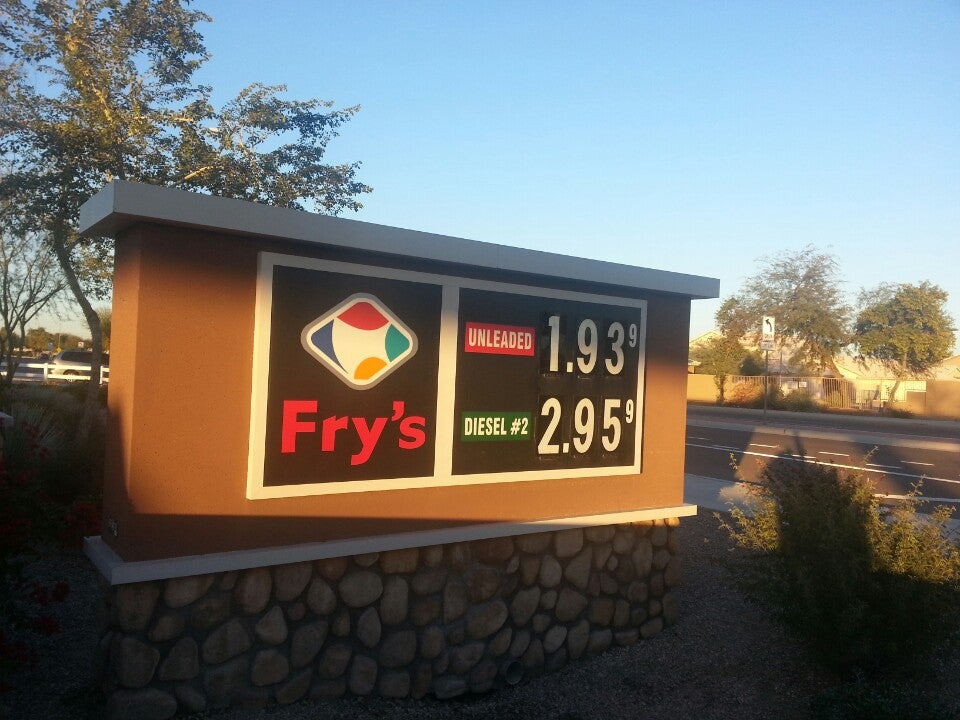 Fry's
UNLEADED 1.93 9
DIESEL #2 2.95 9